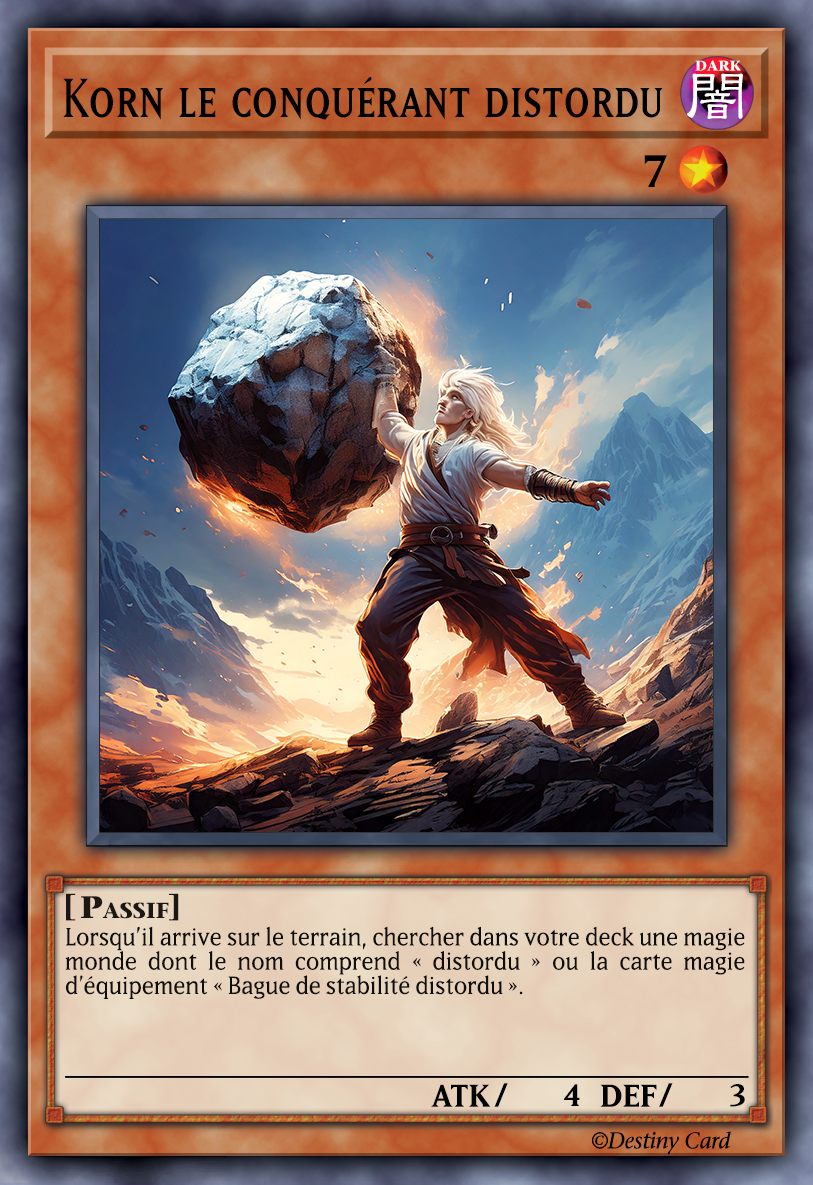 Korn le conquérant distordu
DARK
闇
7
[Passif]
Lorsqu'il arrive sur le terrain, chercher dans votre deck une magie
monde dont le nom comprend « distordu » ou la carte magie
d'équipement « Bague de stabilité distordu ».
ATK/ 4 DEF/ 3
©Destiny Card